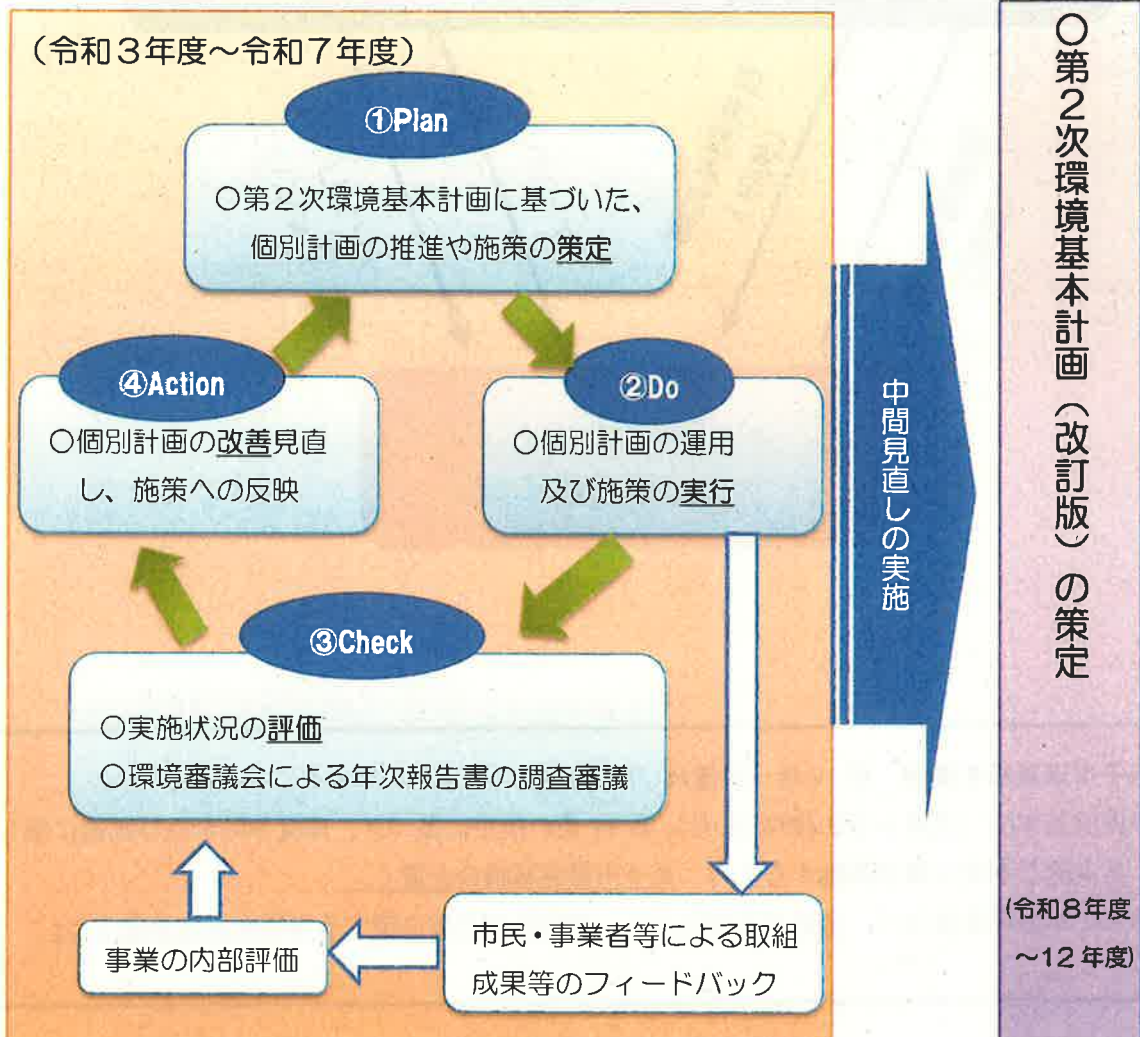 （令和３年度～令和７年度）
①Plan
○第２次環境基本計画に基づいた、
個別計画の推進や施策の策定
④Action
○個別計画の改善見直
し、施策への反映
②Do
○個別計画の運用
及び施策の実行
③Check
○実施状況の評価
○環境審議会による年次報告書の調査審議
事業の内部評価
市民・事業者等による取組
成果等のフィードバック
中間見直しの実施
○第２次環境基本計画（改訂版）の策定
(令和８年度
～12年度)